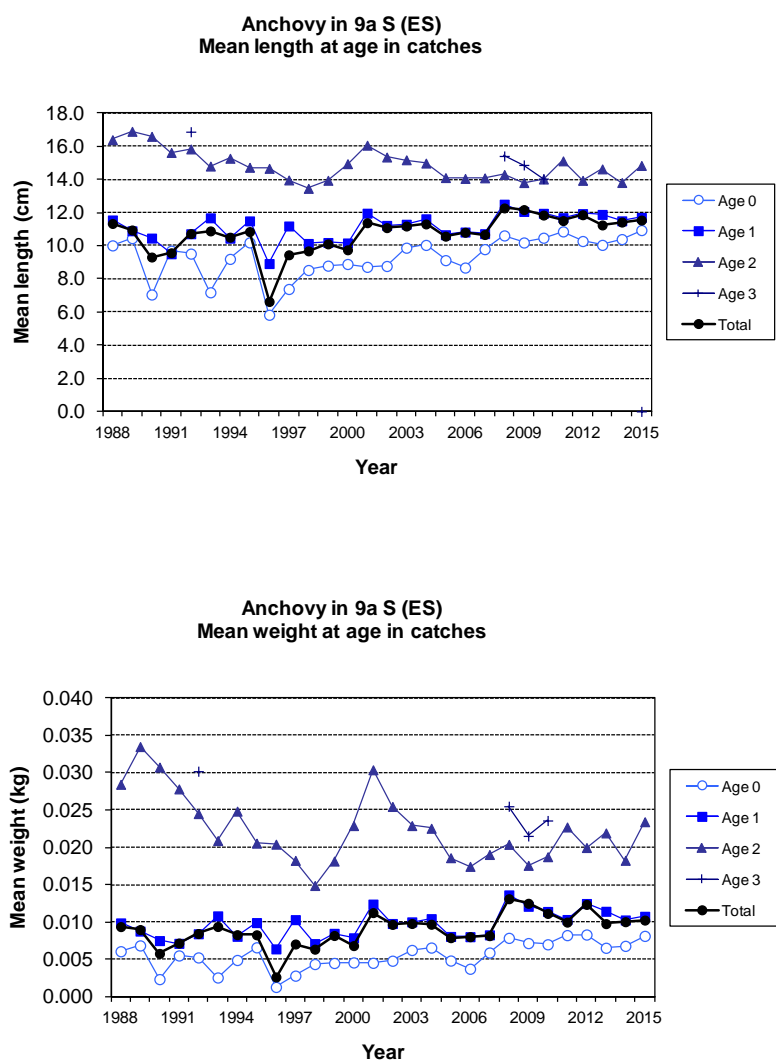 Anchovy in 9a S (ES)
Mean length at age in catches
18.0
16.0
14.0
12.0
10.0
8.0
6.0
4.0
2.0
0.0
Mean length (cm)
1988 1991 1994 1997 2000 2003 2006 2009 2012 2015
Year
Age 0
Age 1
Age 2
Age 3
Total
Anchovy in 9a S (ES)
Mean weight at age in catches
0.040
0.035
0.030
0.025
0.020
0.015
0.010
0.005
0.000
Mean weight (kg)
1988 1991 1994 1997 2000 2003 2006 2009 2012 2015
Year
Age 0
Age 1
Age 2
Age 3
Total